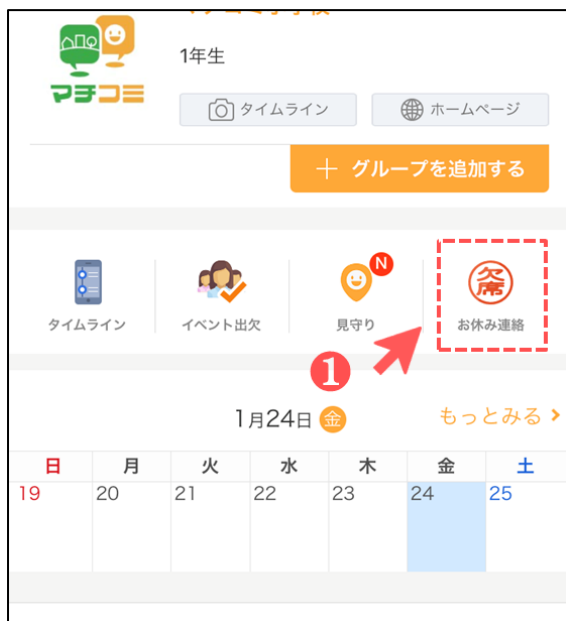 1年生
マチコミ
タイムライン
ホームページ
＋ グループを追加する
N
欠席
タイムライン
イベント出欠
見守り
お休み連絡
1
1月24日 金
もっとみる >
日 月 火 水 木 金 土
19 20 21 22 23 24 25